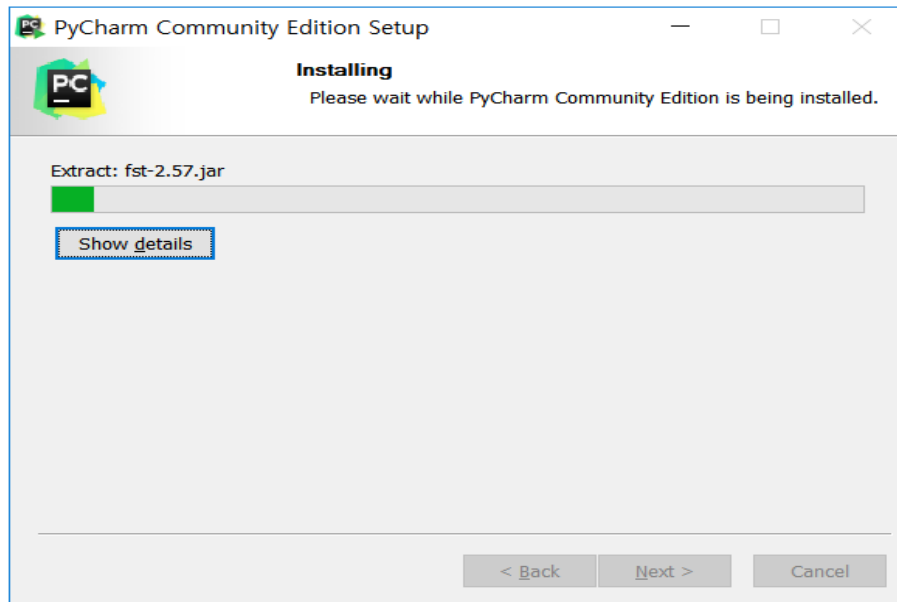 PC PyCharm Community Edition Setup
PC
Installing
Please wait while PyCharm Community Edition is being installed.
Extract: fst-2.57.jar
Show details
< Back Next > Cancel